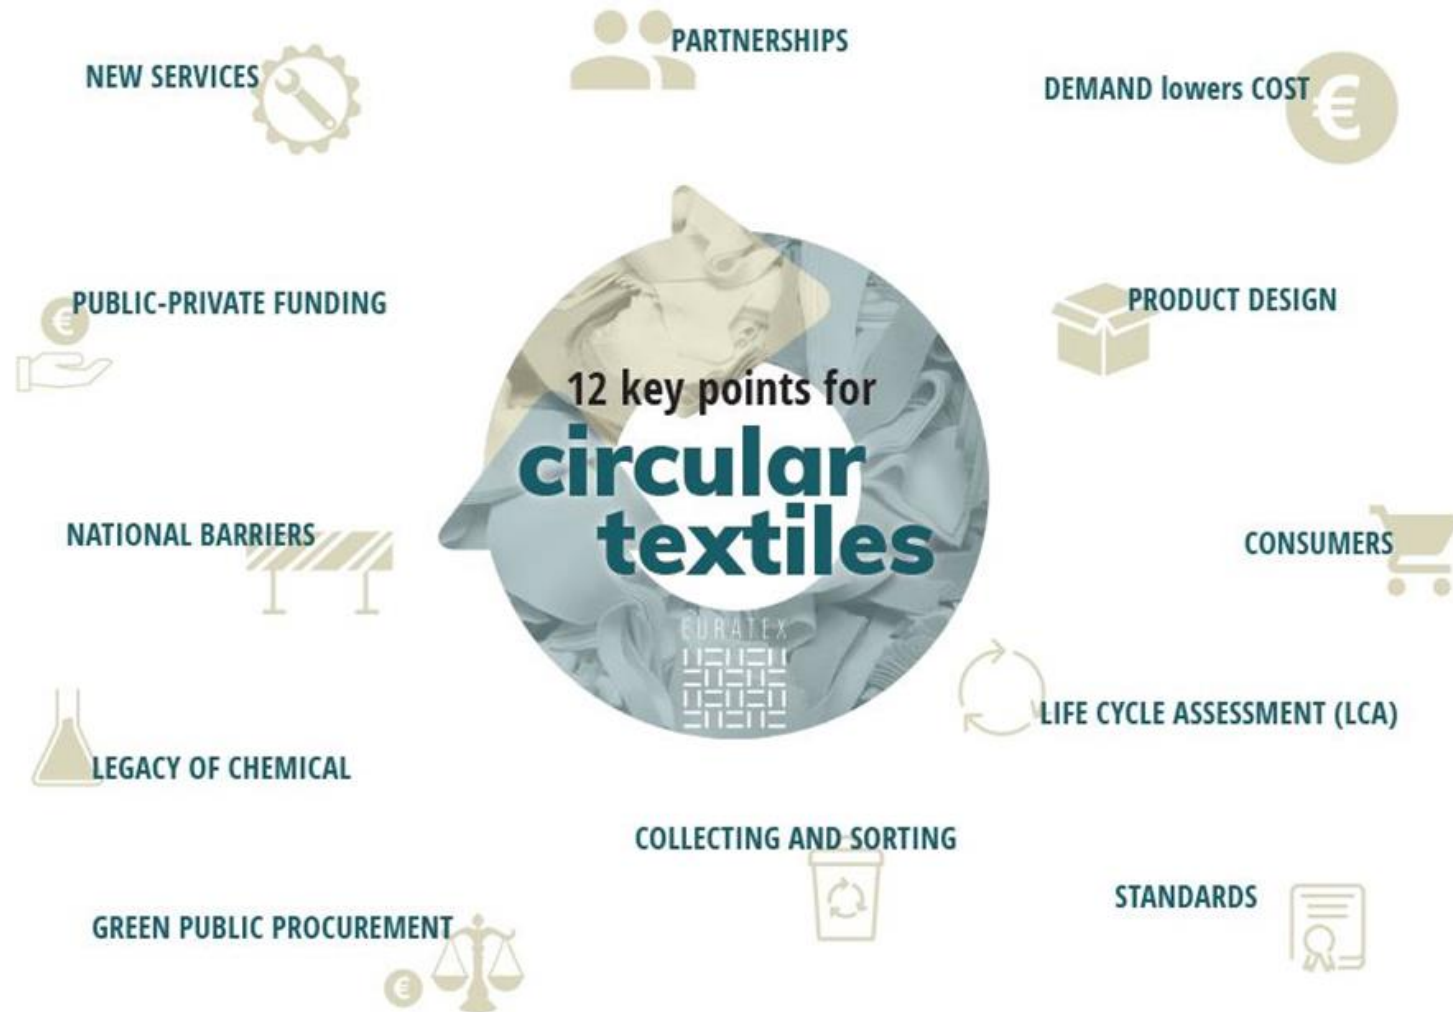 PARTNERSHIPS
NEW SERVICES
DEMAND lowers COST
€
PUBLIC-PRIVATE FUNDING
€
PRODUCT DESIGN
12 key points for
circular
textiles
NATIONAL BARRIERS
CONSUMERS
EURATEX
LIFE CYCLE ASSESSMENT (LCA)
LEGACY OF CHEMICAL
COLLECTING AND SORTING
STANDARDS
GREEN PUBLIC PROCUREMENT
€